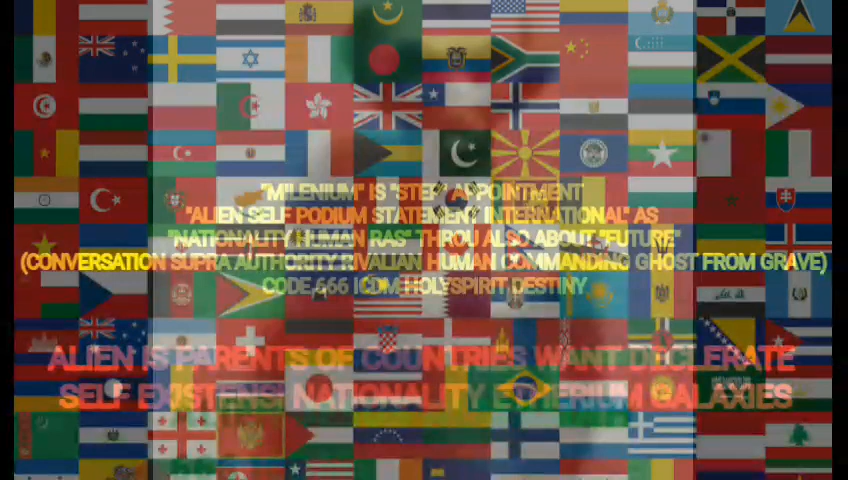 "MILENIUM" IS "STEP APPOINTMENT
"ALIEN SELF PODIUM STATEMENT INTERNATIONAL" AS
"NATIONALITY HUMAN RAS" THROU ALSO ABOUT "FUTURE"
(CONVERSATION SUPRA AUTHORITY RIVALIAN HUMAN COMMANDING GHOST FROM GRAVE)
CODE,666 ICDM HOLYSPIRIT DESTINY
ALIEN IS PARENTS OF COUNTRIES WANT DECLERATE
SELF EXISTENSI NATIONALITY ETHERIUM GALAXIES